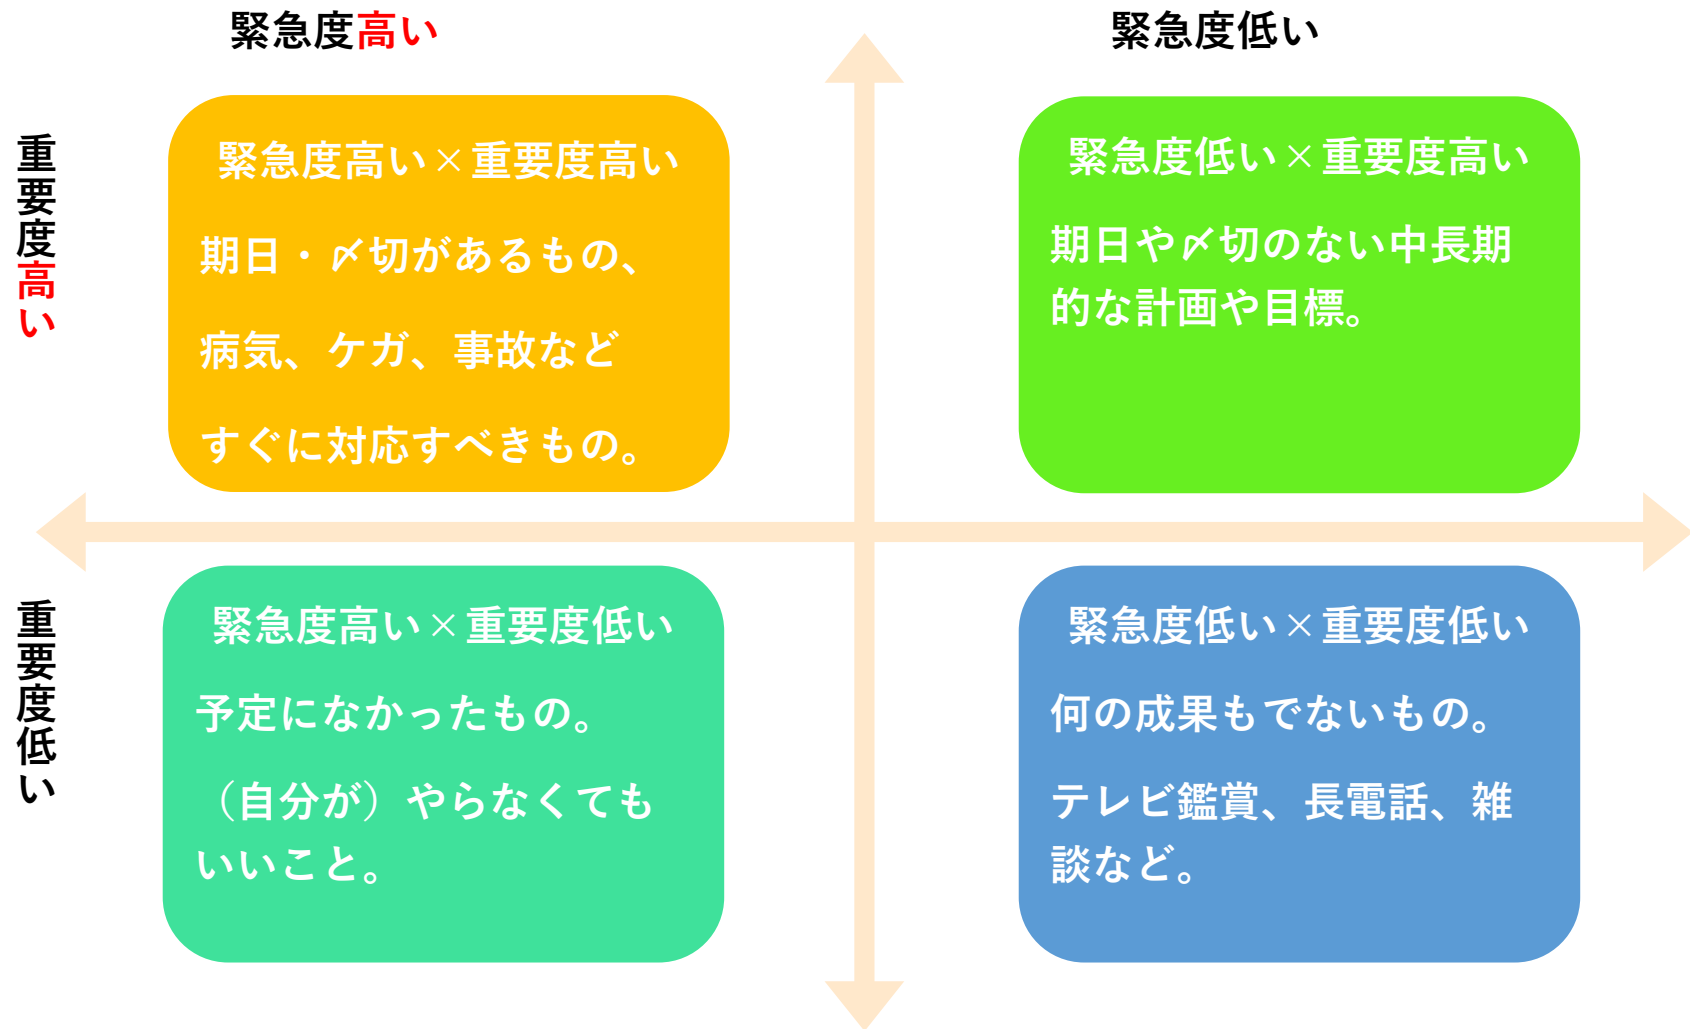 緊急度高い
緊急度低い
重要度高い
緊急度高い×重要度高い
期日・〆切があるもの、
病気、ケガ、事故など
すぐに対応すべきもの。
緊急度低い×重要度高い
期日や〆切のない中長期
的な計画や目標。
重要度低い
緊急度高い×重要度低い
予定になかったもの。
（自分が）やらなくても
いいこと。
緊急度低い×重要度低い
何の成果もでないもの。
テレビ鑑賞、長電話、雑
談など。